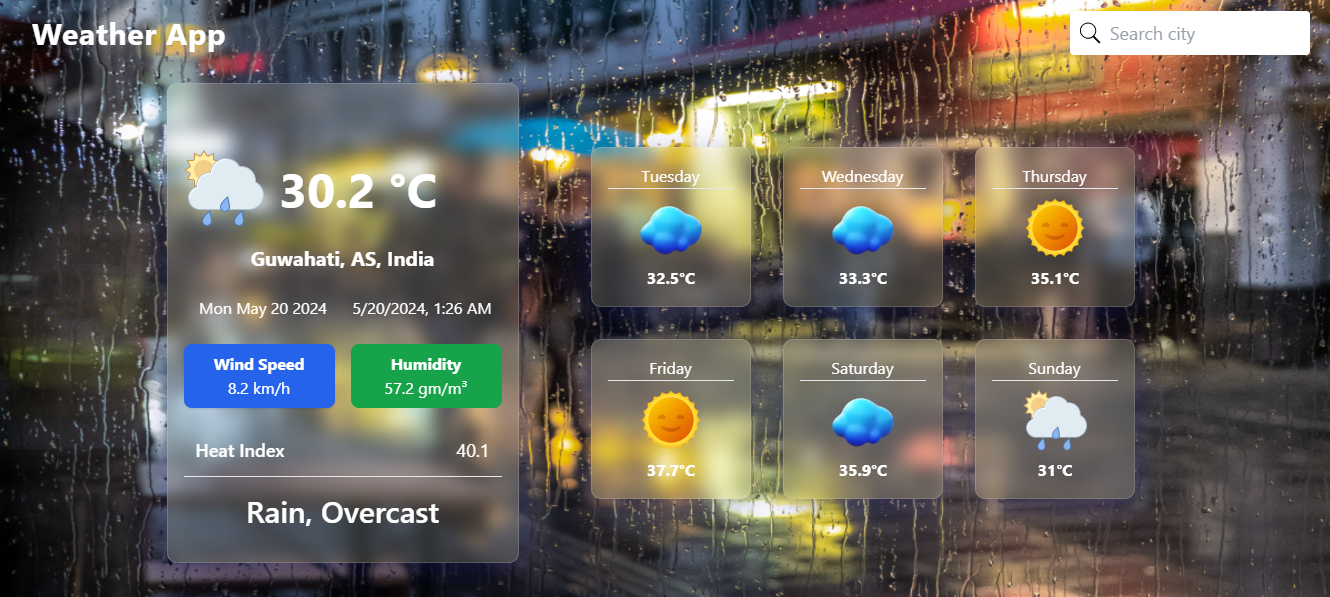 Weather App
Search city
30.2 °C
Guwahati, AS, India
Mon May 20 2024 5/20/2024, 1:26 AM
Wind Speed
8.2 km/h
Humidity
57.2 gm/m³
Heat Index 40.1
Rain, Overcast
Tuesday
32.5°C
Wednesday
33.3°C
Thursday
35.1°C
Friday
37.7°C
Saturday
35.9°C
Sunday
31°C